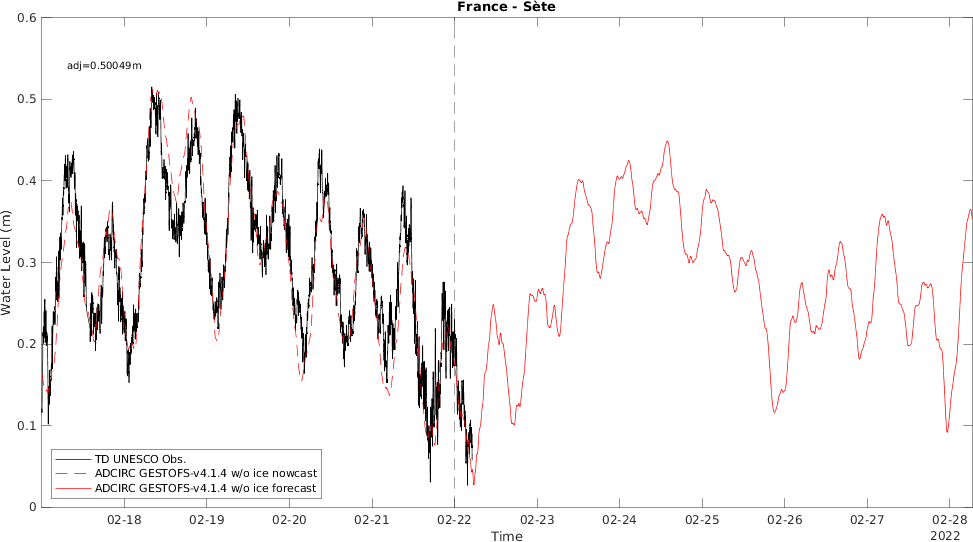 France - Sète
0.6
0.5
0.4
0.3
0.2
0.1
0
Water Level (m)
adj=0.50049m
TD UNESCO Obs.
ADCIRC GESTOFS-v4.1.4 w/o ice nowcast
ADCIRC GESTOFS-v4.1.4 w/o ice forecast
02-18 02-19 02-20 02-21 02-22 02-23 02-24 02-25 02-26 02-27 02-28
2022
Time